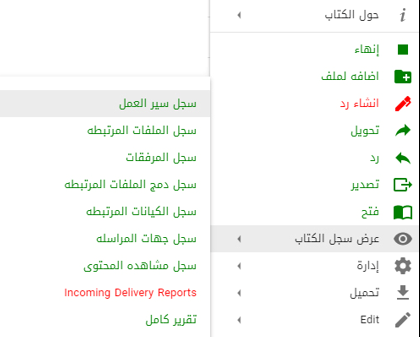 حول الكتاب
إنهاء
اضافه لملف
انشاء رد
تحويل
رد
تصدير
فتح
عرض سجل الكتاب
إدارة
تحميل
Edit
سجل سير العمل
سجل الملفات المرتبطه
سجل المرفقات
سجل دمج الملفات المرتبطه
سجل الكيانات المرتبطه
سجل جهات المراسله
سجل مشاهده المحتوى
Incoming Delivery Reports
تقرير كامل